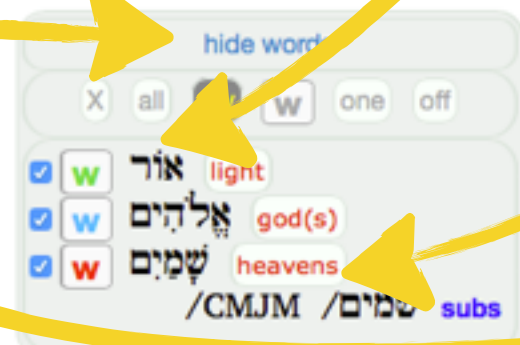 hide words
X all w one off
w אוֹר light
w אֱלֹהִים god(s)
w שָׁמַיִם heavens
/CMJM /שמים subs